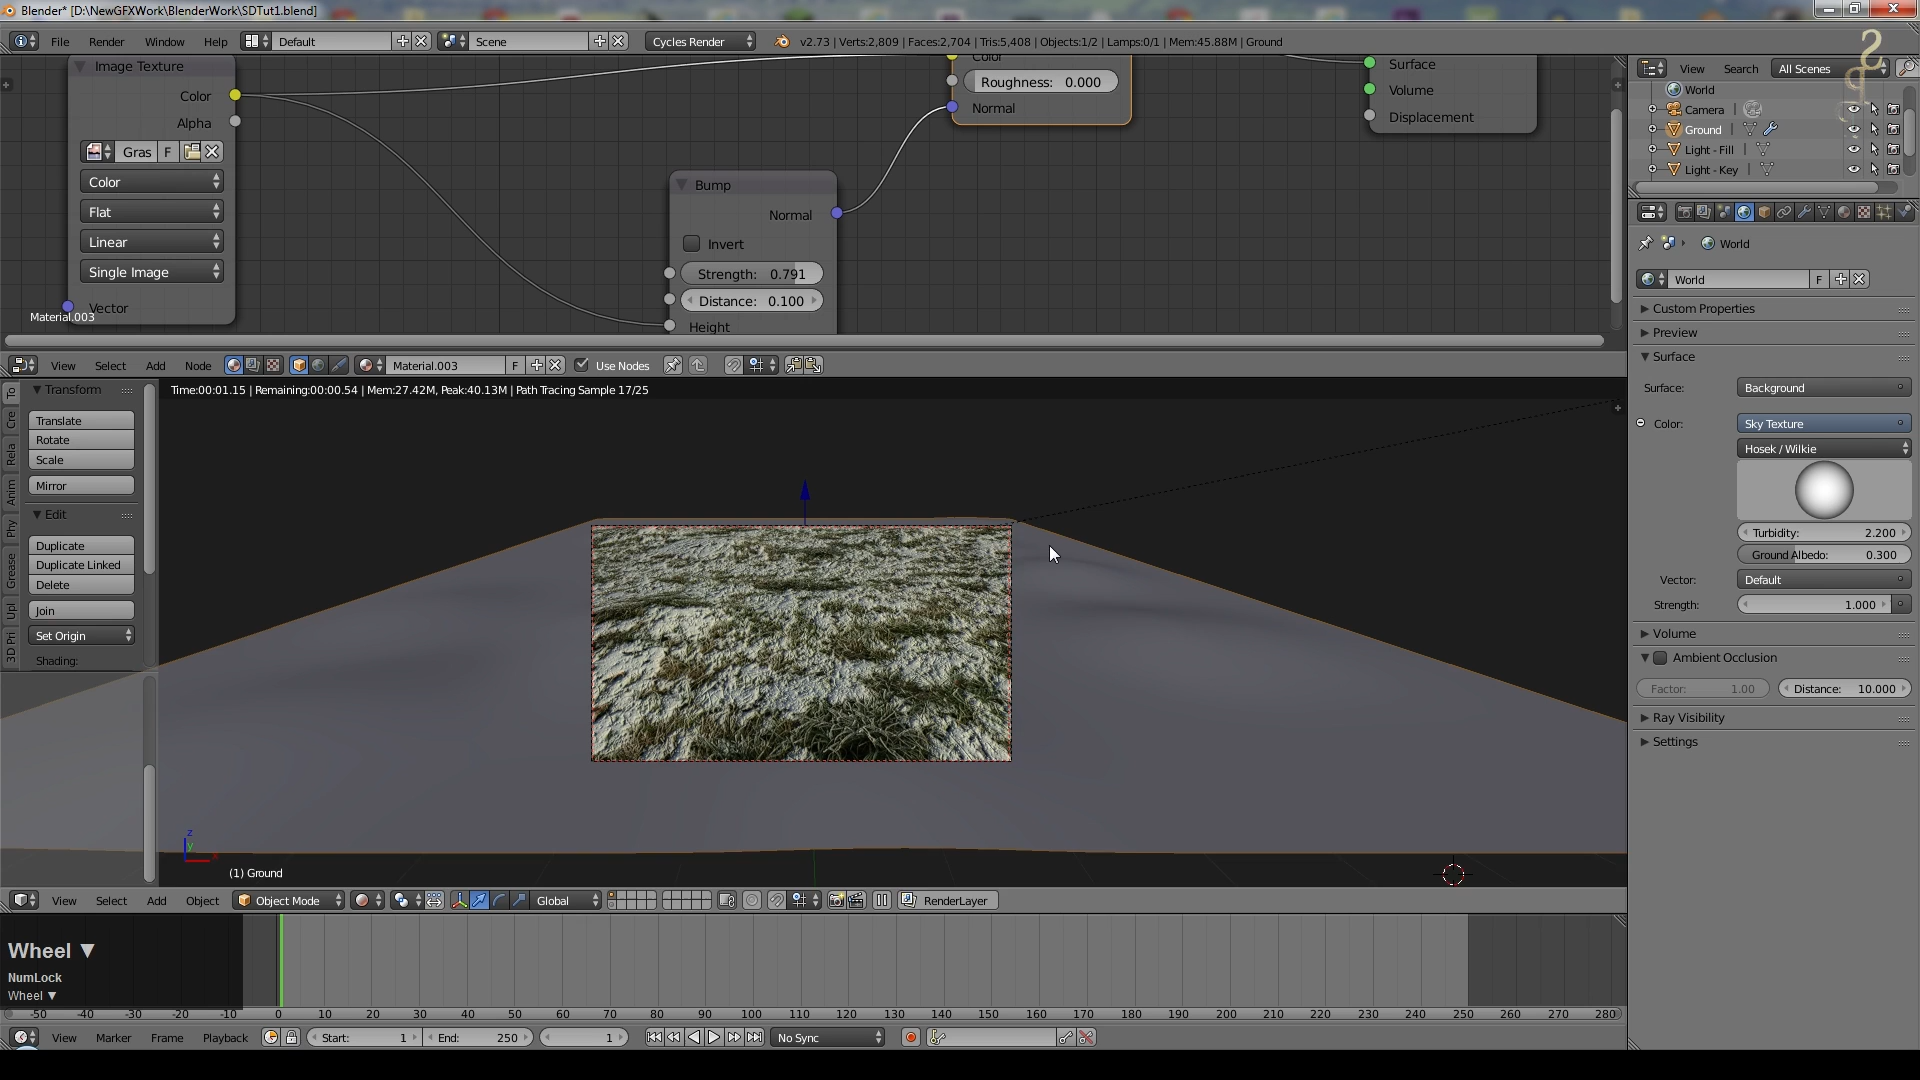 Blender* [D:\NewGFXWork\BlenderWork\SDTut1.blend]
File Render Window Help Default Scene Cycles Render v2.73 | Verts:2,809 | Faces:2,704 | Tris:5,408 | Objects:1/2 | Lamps:0/1 | Mem:45.88M | Ground
Image Texture
Color
Alpha
Gras F
Color
Flat
Linear
Single Image
Vector
Material.003
Color
Roughness: 0.000
Normal
Bump
Normal
Invert
Strength: 0.791
Distance: 0.100
Height
Surface
Volume
Displacement
View Select Add Node Material.003 F Use Nodes
View Search All Scenes
World
Camera
Ground
Light - Fill
Light - Key
World
World F
Custom Properties
Preview
Surface
Surface: Background
Color: Sky Texture
Hosek / Wilkie
Turbidity: 2.200
Ground Albedo: 0.300
Vector: Default
Strength: 1.000
Volume
Ambient Occlusion
Factor: 1.00 Distance: 10.000
Ray Visibility
Settings
To
Cre
Rela
Anim
Phy
Grease
Upl
3D Pri
Transform
Translate
Rotate
Scale
Mirror
Edit
Duplicate
Duplicate Linked
Delete
Join
Set Origin
Shading:
Time:00:01.15 | Remaining:00:00.54 | Mem:27.42M, Peak:40.13M | Path Tracing Sample 17/25
z
y
x
(1) Ground
View Select Add Object Object Mode Global RenderLayer
Wheel ▼
NumLock
Wheel ▼
-50 -40 -30 -20 -10 0 10 20 30 40 50 60 70 80 90 100 110 120 130 140 150 160 170 180 190 200 210 220 230 240 250 260 270 280
View Marker Frame Playback Start: 1 End: 250 1 No Sync